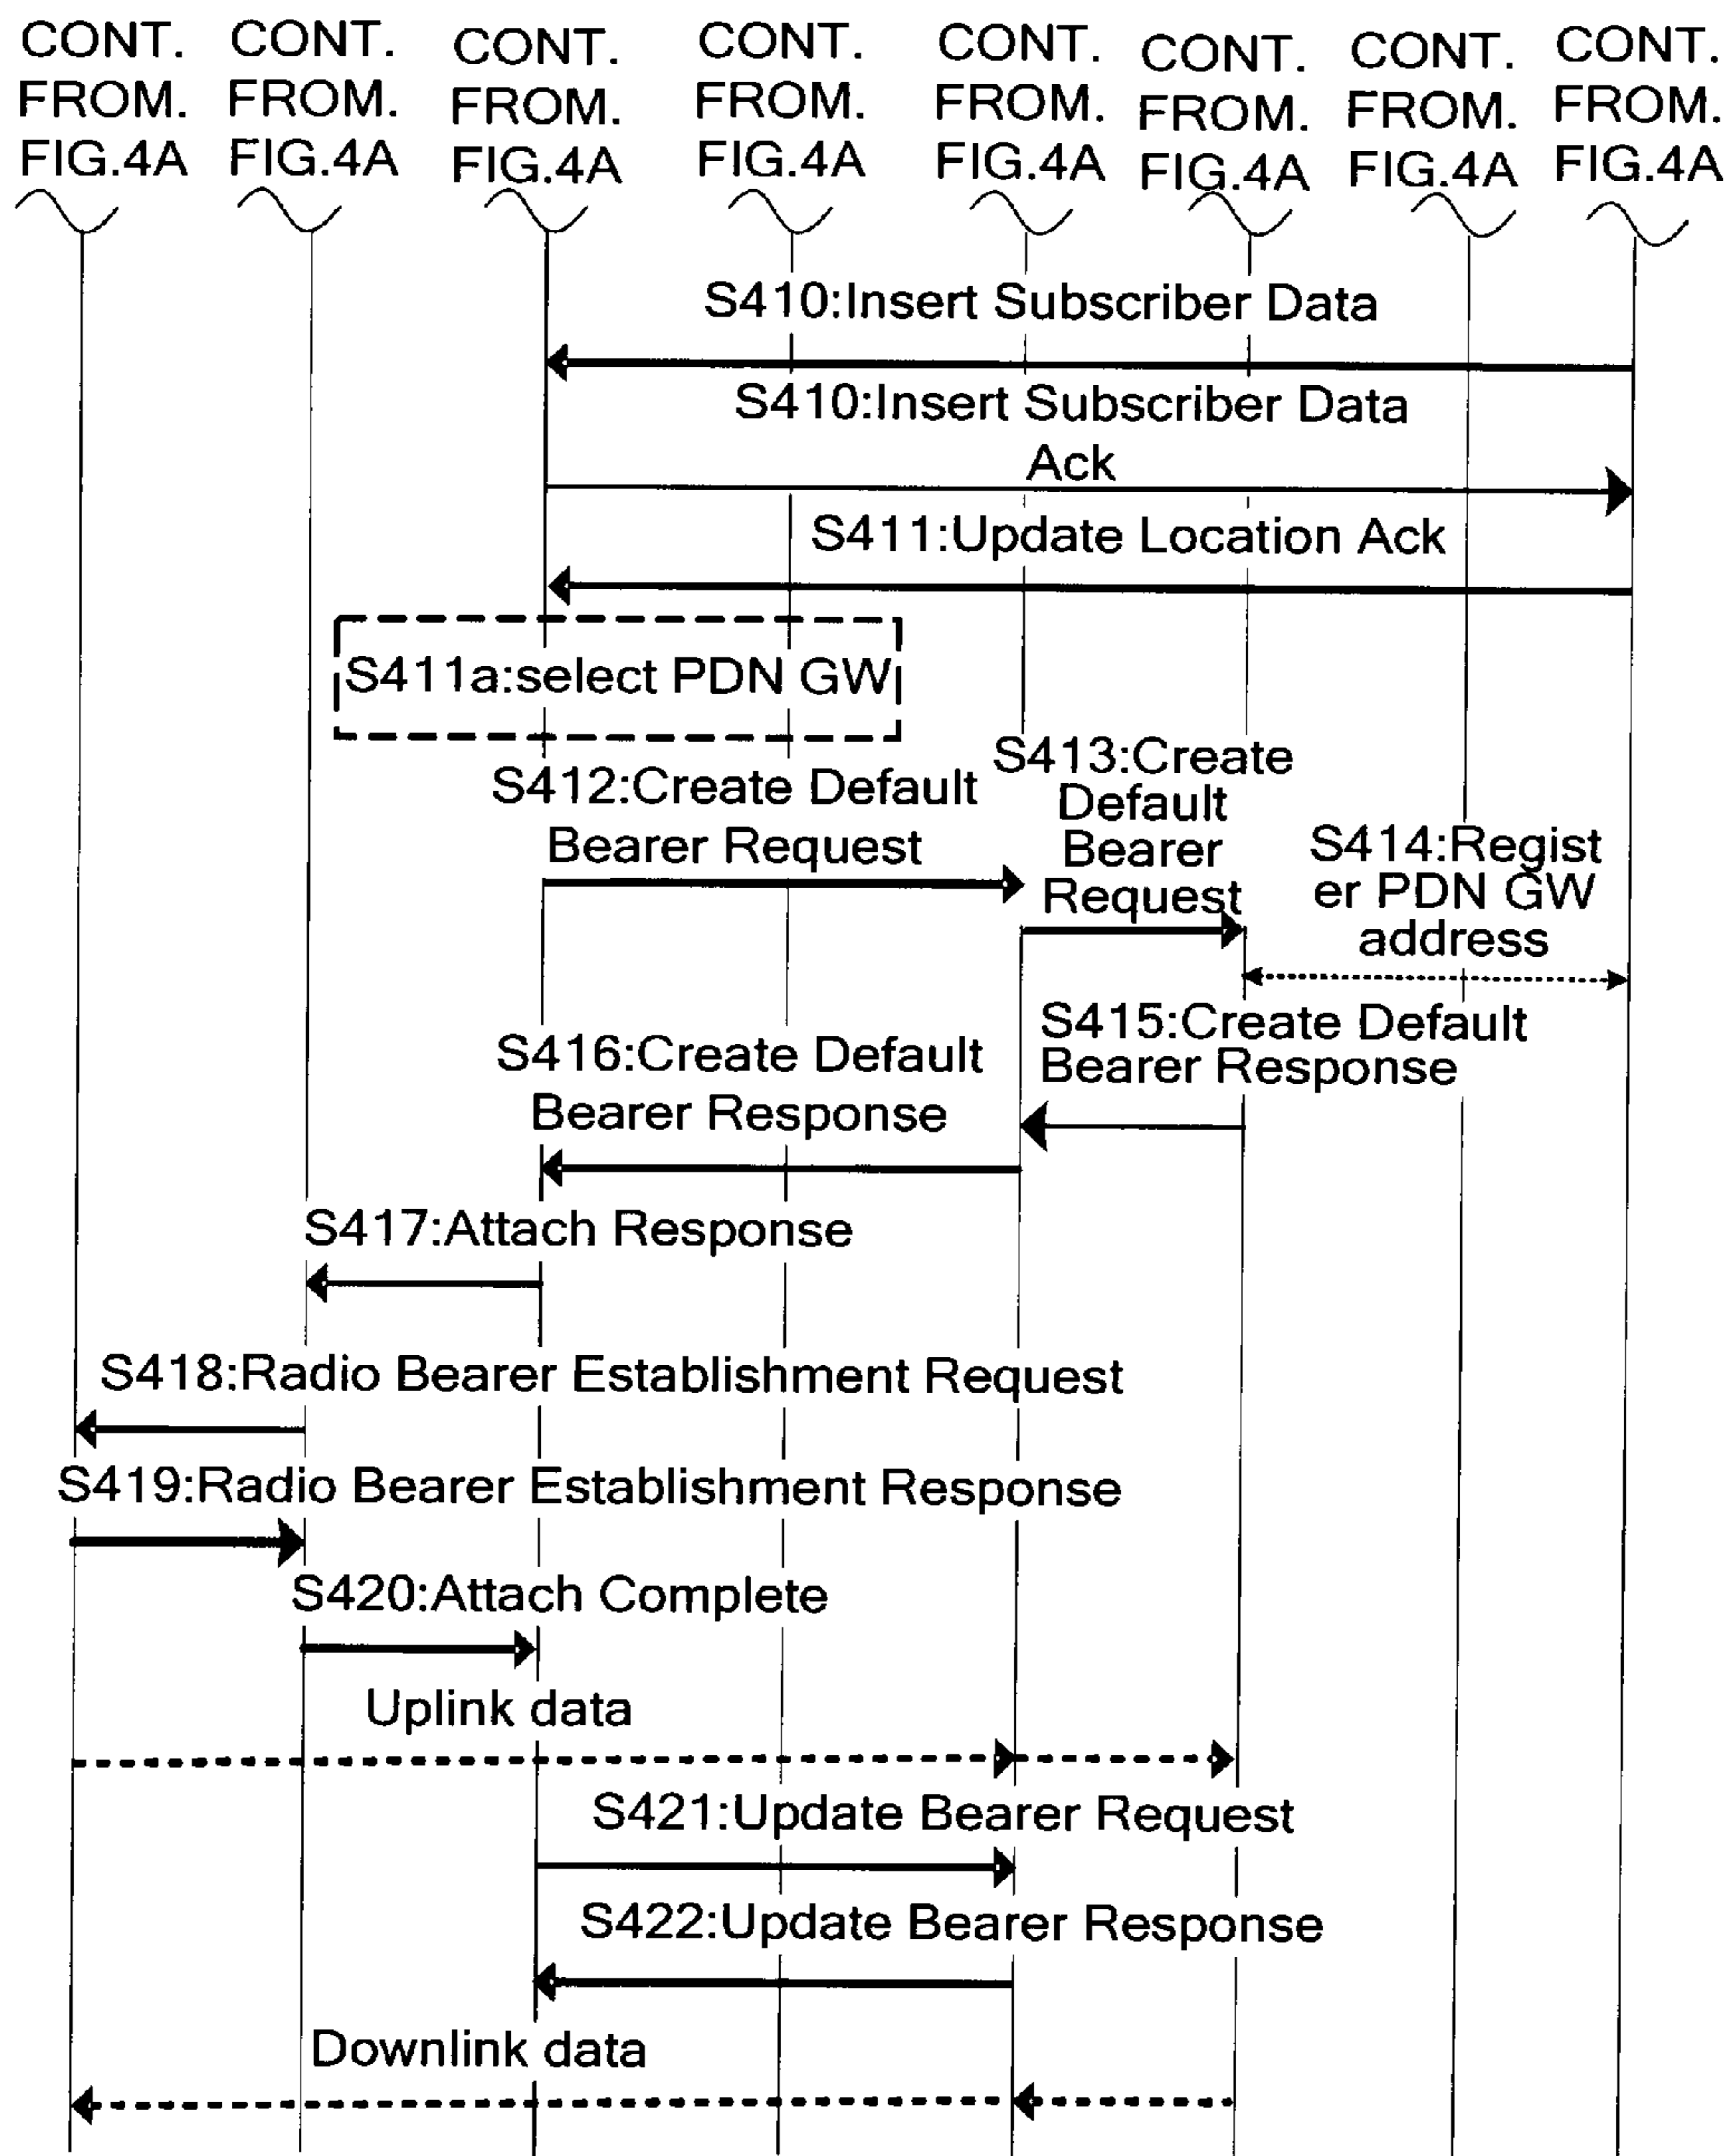 CONT. CONT. CONT. CONT. CONT. CONT. CONT. CONT.
FROM. FROM. FROM. FROM. FROM. FROM. FROM. FROM.
FIG.4A FIG.4A FIG.4A FIG.4A FIG.4A FIG.4A FIG.4A FIG.4A
S410:Insert Subscriber Data
S410:Insert Subscriber Data
Ack
S411:Update Location Ack
S411a:select PDN GW
S412:Create Default
Bearer Request
S413:Create
Default
Bearer
Request
S414:Regist
er PDN GW
address
S415:Create Default
Bearer Response
S416:Create Default
Bearer Response
S417:Attach Response
S418:Radio Bearer Establishment Request
S419:Radio Bearer Establishment Response
S420:Attach Complete
Uplink data
S421:Update Bearer Request
S422:Update Bearer Response
Downlink data